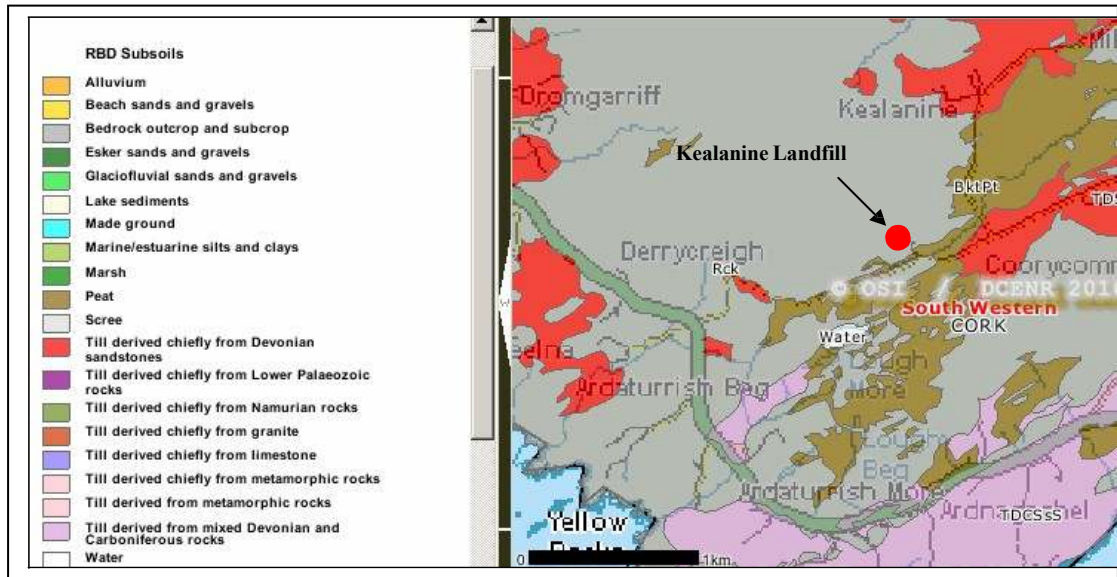 RBD Subsoils
Alluvium
Beach sands and gravels
Bedrock outcrop and subcrop
Esker sands and gravels
Glaciofluvial sands and gravels
Lake sediments
Made ground
Marine/estuarine silts and clays
Marsh
Peat
Scree
Till derived chiefly from Devonian
sandstones
Till derived chiefly from Lower Palaeozoic
rocks
Till derived chiefly from Namurian rocks
Till derived chiefly from granite
Till derived chiefly from limestone
Till derived chiefly from metamorphic rocks
Till derived from metamorphic rocks
Till derived from mixed Devonian and
Carboniferous rocks
Water
Dromgarriff
Kealanine
Kealanine Landfill
BktPt
TDS
Derrycreigh
Rck
Coorycomm
© OSI / DCENR 2010
South Western
CORK
Water
Lough
More
Ardaturrish Beg
Lough
Beg
Ardaturrish More
TDCSsS
Yellow
0
1km